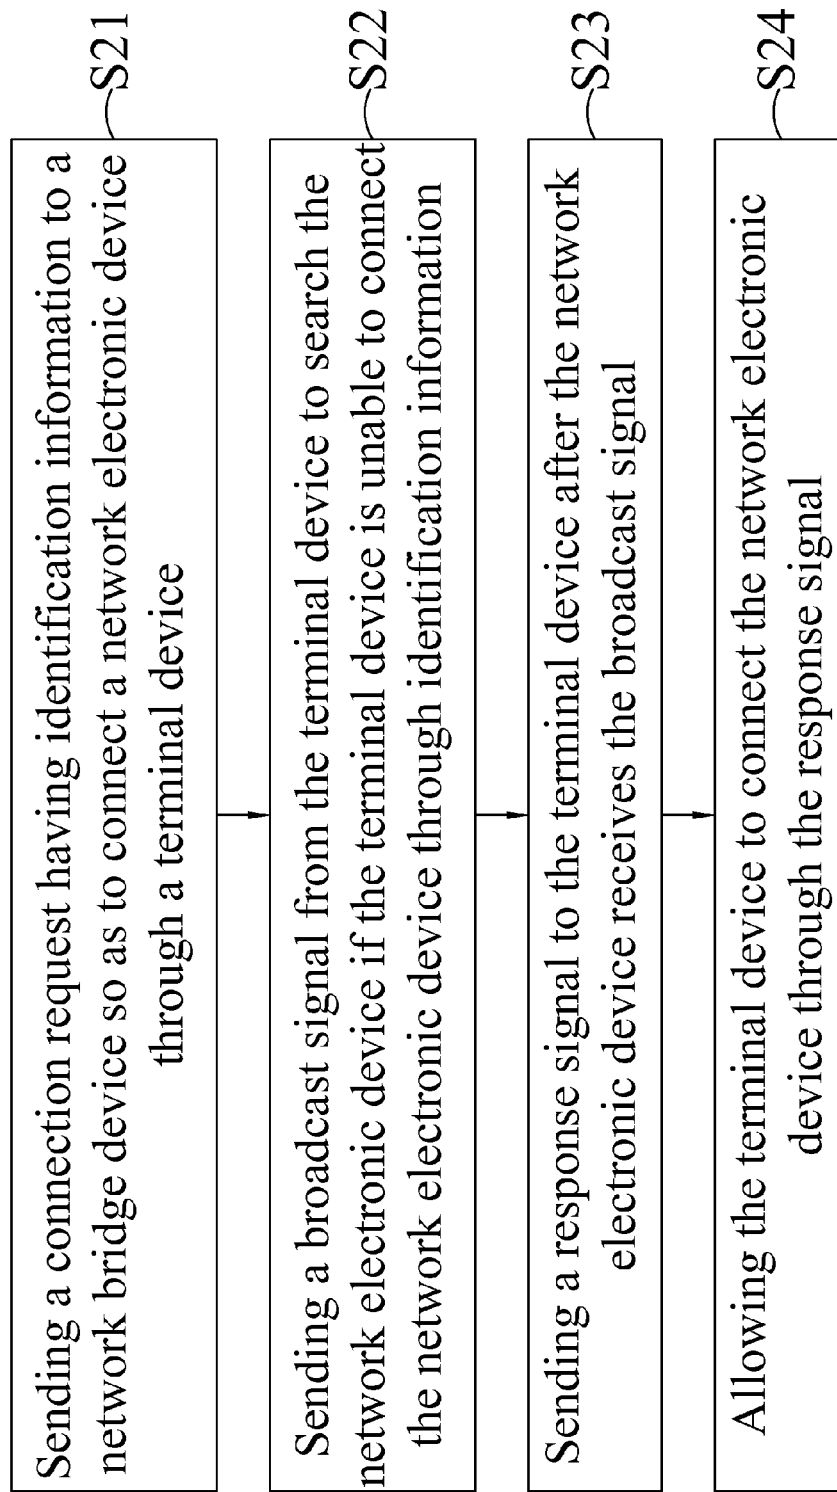 Sending a connection request having identification information to a
network bridge device so as to connect a network electronic device
through a terminal device
S21
Sending a broadcast signal from the terminal device to search the
network electronic device if the terminal device is unable to connect
the network electronic device through identification information
S22
Sending a response signal to the terminal device after the network
electronic device receives the broadcast signal
S23
Allowing the terminal device to connect the network electronic
device through the response signal
S24